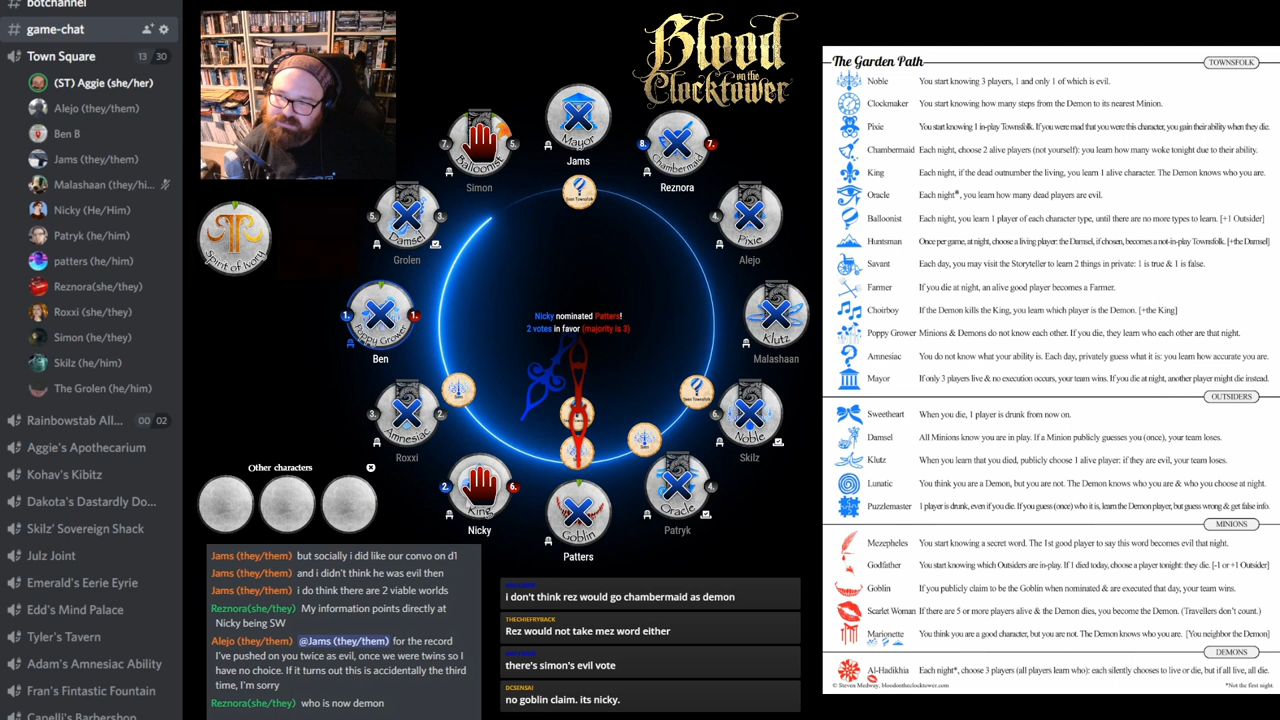 botchannel
game-chat
Town Square 13 30
(ST) Aggie (she/her)
Alejo (they/them)
Ben B
Jams (they/them)
Malashaan (they/hi...
Nicky (He/Him)
Patryk (he/him)
patters (he/him)
Reznora(she/they)
Roxxi (she/they)
Simon (he/they)
Skilz (he/him)
The Grolen (he/him)
Rainbowstab All... 00 02
Aggie's Apothecarium
Kohay's Kibitz
Dakota's Dastardly Do...
Skilz' Sovereign Shack
Julz Joint
Emerald's Eerie Eyrie
Edd's Mind Palace
Tyler's Tavern
Adam's Amnesiac Ability
Fran's Fintastic Fountain
Capelli's Barbershop
Blood
on the
Clocktower
Spirit of Ivory
7. Balloonist 5.
Simon
Mayor
Jams
8. Chambermaid 7.
Reznora
5. Damsel 3.
Grolen
4. Pixie
Alejo
1. Poppy Grower 1.
Ben
Klutz
Malashaan
3. Amnesiac 2.
Roxxi
6. Noble
Skilz
2. King 6.
Nicky
Goblin
Patters
Oracle 4.
Patryk
Seen Townsfolk
Seen Townsfolk
Seen
Seen
Nicky nominated Patters!
2 votes in favor (majority is 3)
Other characters
Jams (they/them) but socially i did like our convo on d1
Jams (they/them) and i didn't think he was evil then
Jams (they/them) i do think there are 2 viable worlds
Reznora(she/they) My information points directly at
Nicky being SW
Alejo (they/them) @Jams (they/them) for the record
I've pushed on you twice as evil, once we were twins so I
have no choice. If it turns out this is accidentally the third
time, I'm sorry
Reznora(she/they) who is now demon
i don't think rez would go chambermaid as demon
THECHIEFRYBACK
Rez would not take mez word either
there's simon's evil vote
DCSENSAI
no goblin claim. its nicky.
The Garden Path
TOWNSFOLK
Noble You start knowing 3 players, 1 and only 1 of which is evil.
Clockmaker You start knowing how many steps from the Demon to its nearest Minion.
Pixie You start knowing 1 in-play Townsfolk. If you were mad that you were this character, you gain their ability when they die.
Chambermaid Each night, choose 2 alive players (not yourself): you learn how many woke tonight due to their ability.
King Each night, if the dead outnumber the living, you learn 1 alive character. The Demon knows who you are.
Oracle Each night*, you learn how many dead players are evil.
Balloonist Each night, you learn 1 player of each character type, until there are no more types to learn. [+1 Outsider]
Huntsman Once per game, at night, choose a living player: the Damsel, if chosen, becomes a not-in-play Townsfolk. [+the Damsel]
Savant Each day, you may visit the Storyteller to learn 2 things in private: 1 is true & 1 is false.
Farmer If you die at night, an alive good player becomes a Farmer.
Choirboy If the Demon kills the King, you learn which player is the Demon. [+the King]
Poppy Grower Minions & Demons do not know each other. If you die, they learn who each other are that night.
Amnesiac You do not know what your ability is. Each day, privately guess what it is: you learn how accurate you are.
Mayor If only 3 players live & no execution occurs, your team wins. If you die at night, another player might die instead.
OUTSIDERS
Sweetheart When you die, 1 player is drunk from now on.
Damsel All Minions know you are in play. If a Minion publicly guesses you (once), your team loses.
Klutz When you learn that you died, publicly choose 1 alive player: if they are evil, your team loses.
Lunatic You think you are a Demon, but you are not. The Demon knows who you are & who you choose at night.
Puzzlemaster 1 player is drunk, even if you die. If you guess (once) who it is, learn the Demon player, but guess wrong & get false info.
MINIONS
Mezepheles You start knowing a secret word. The 1st good player to say this word becomes evil that night.
Godfather You start knowing which Outsiders are in-play. If 1 died today, choose a player tonight: they die. [-1 or +1 Outsider]
Goblin If you publicly claim to be the Goblin when nominated & are executed that day, your team wins.
Scarlet Woman If there are 5 or more players alive & the Demon dies, you become the Demon. (Travellers don't count.)
Marionette You think you are a good character, but you are not. The Demon knows who you are. [You neighbor the Demon]
DEMONS
Al-Hadikhia Each night*, choose 3 players (all players learn who): each silently chooses to live or die, but if all live, all die.
© Steven Medway, bloodontheclocktower.com *Not the first night.